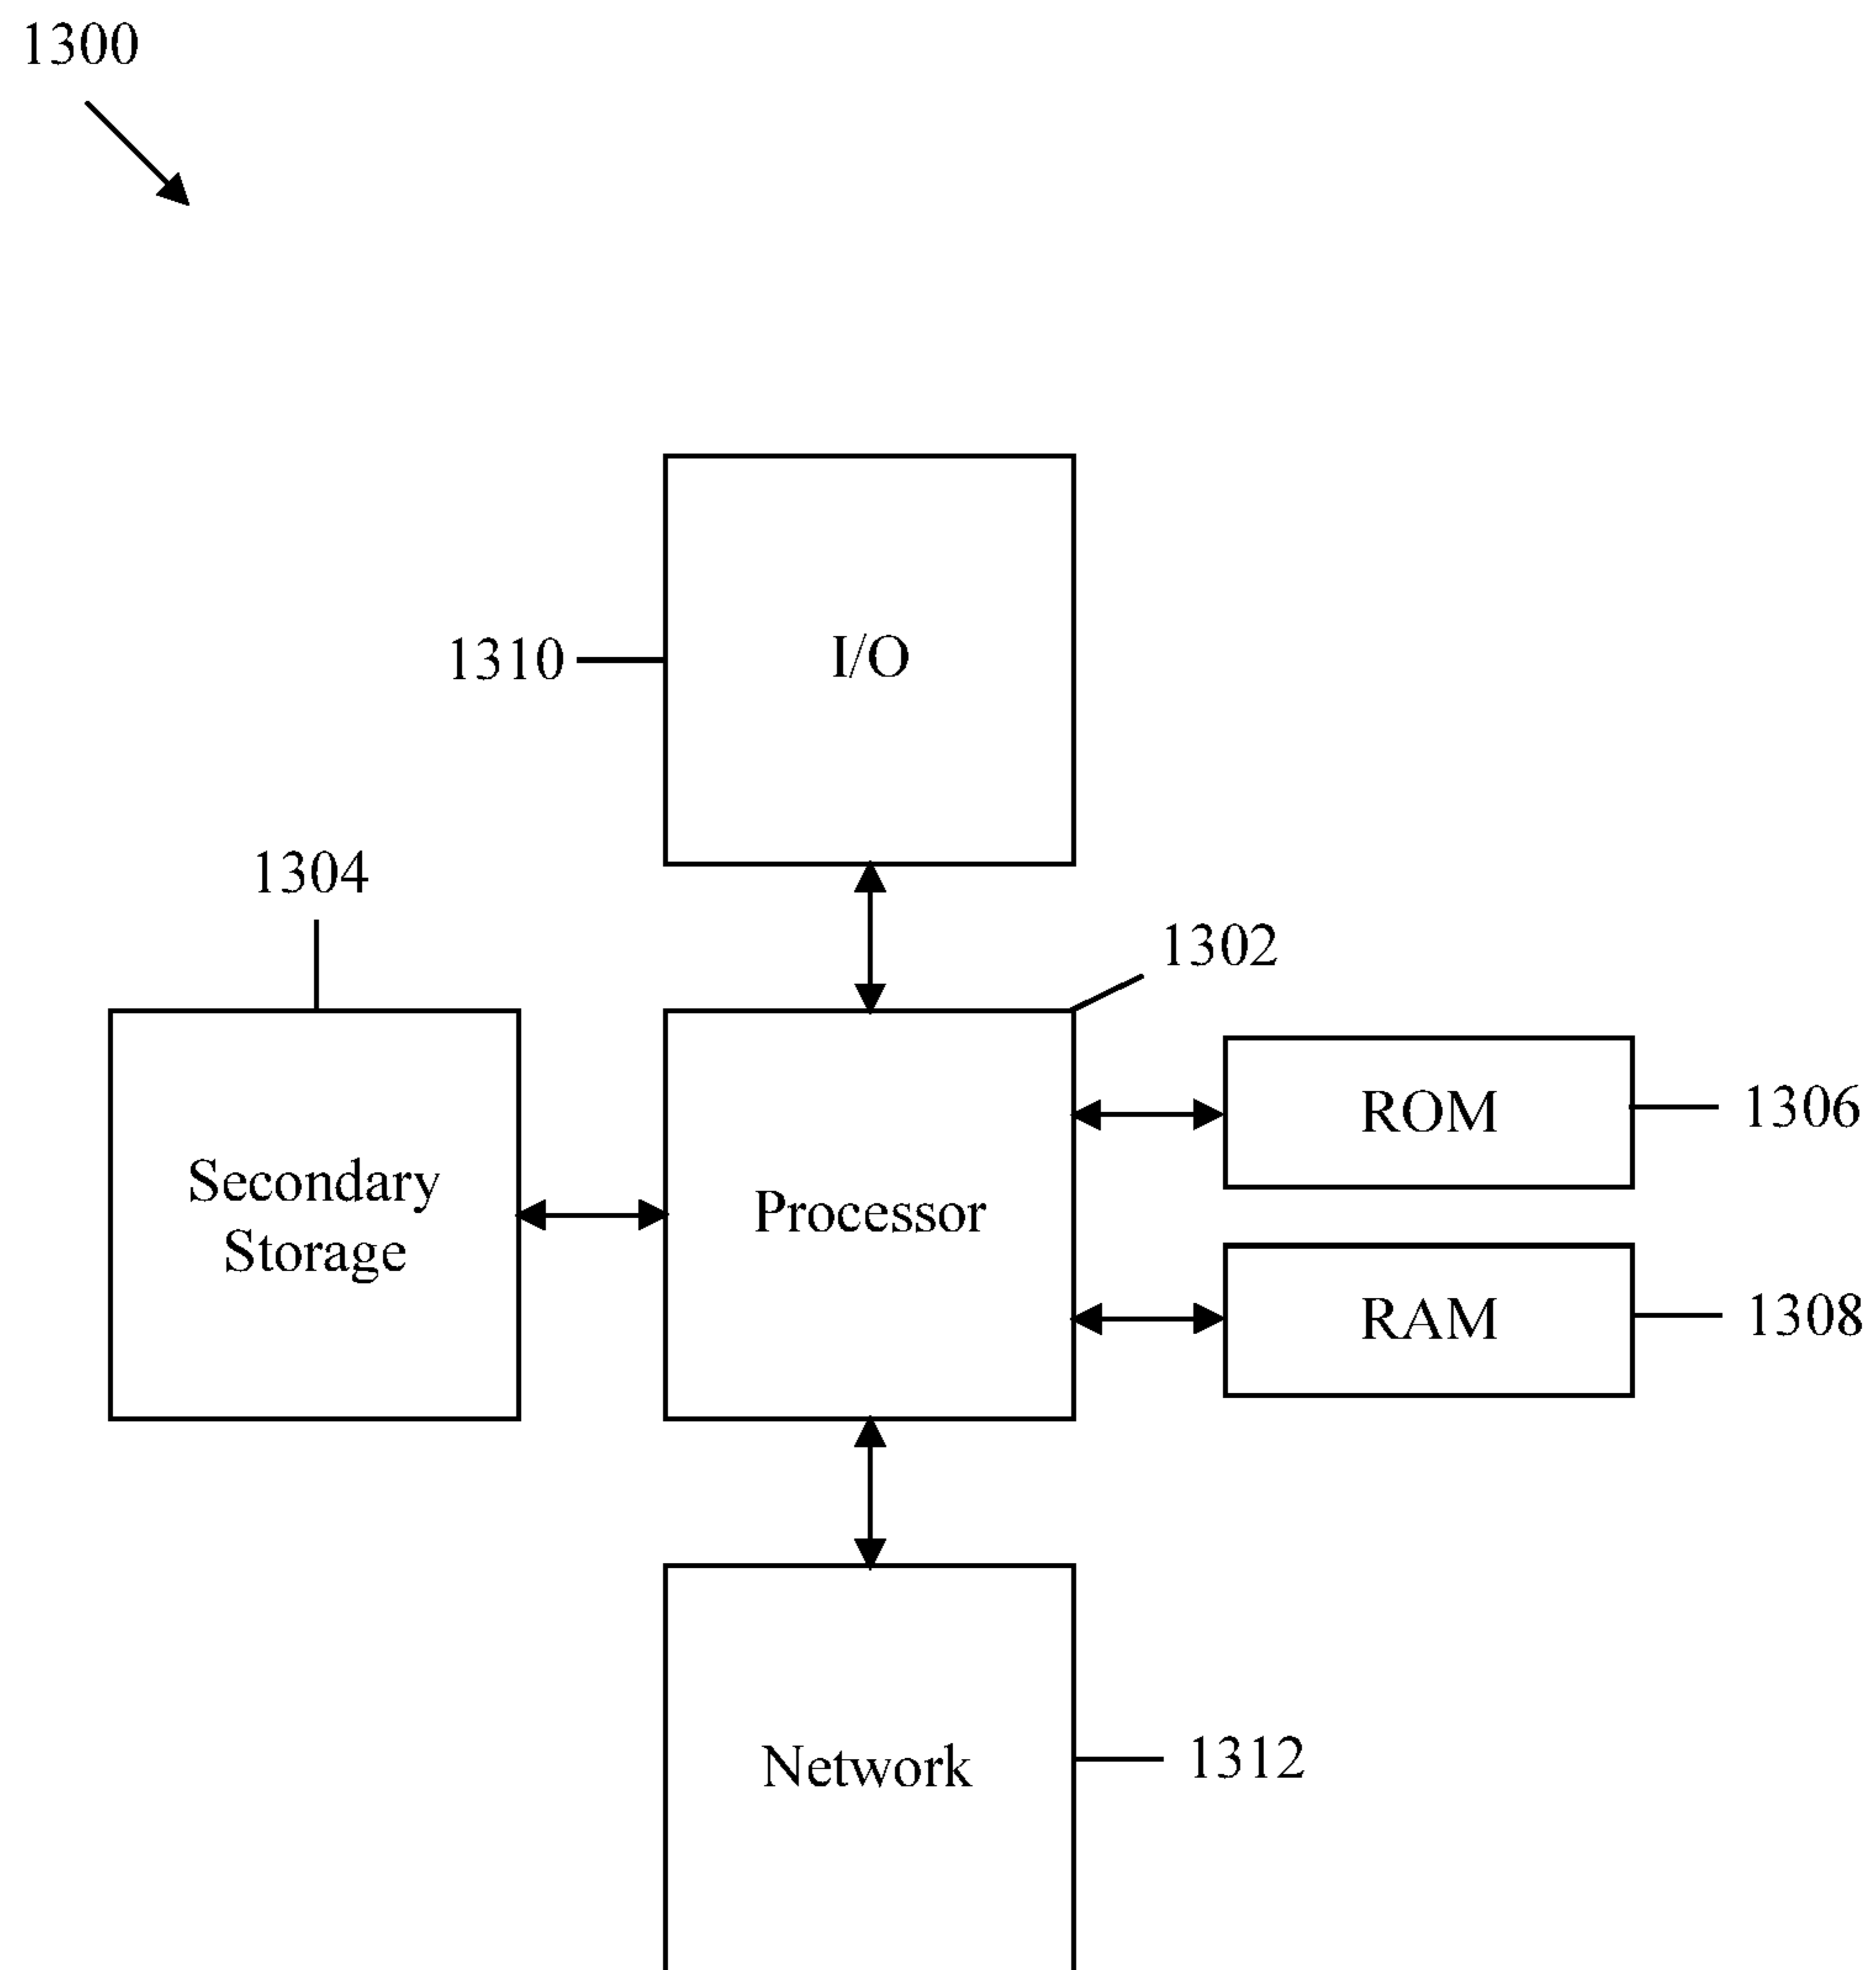 1300
I/O
1310
1304
1302
Secondary
Storage
Processor
ROM
1306
RAM
1308
Network
1312